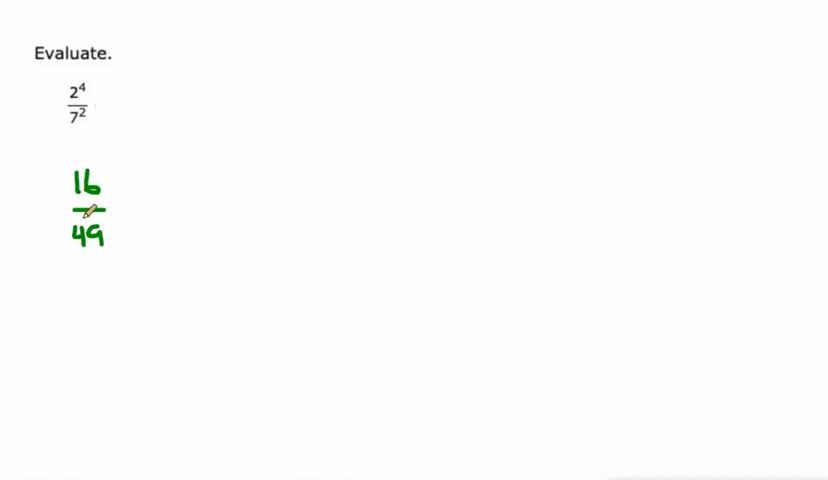 Evaluate.
2⁴
7²
16
49